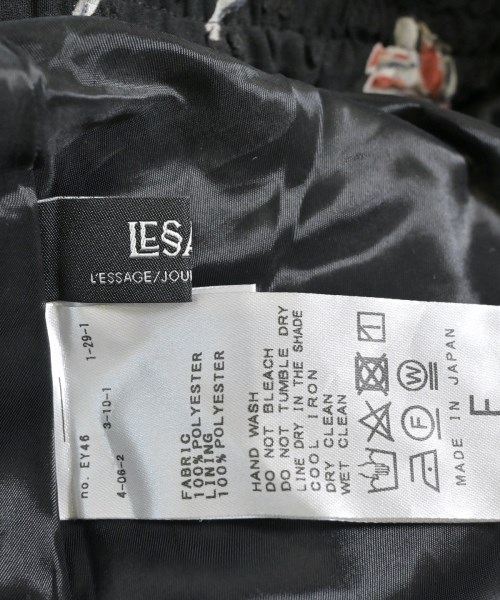 L'ESSAGE/JOU
no. EY46
1-29-1
4-06-2
3-10-1
FABRIC
100% POLYESTER
LINING
100% POLYESTER
HAND WASH
DO NOT BLEACH
DO NOT TUMBLE DRY
LINE DRY IN THE SHADE
COOL IRON
DRY CLEAN
WET CLEAN
F
W
MADE IN JAPAN
F